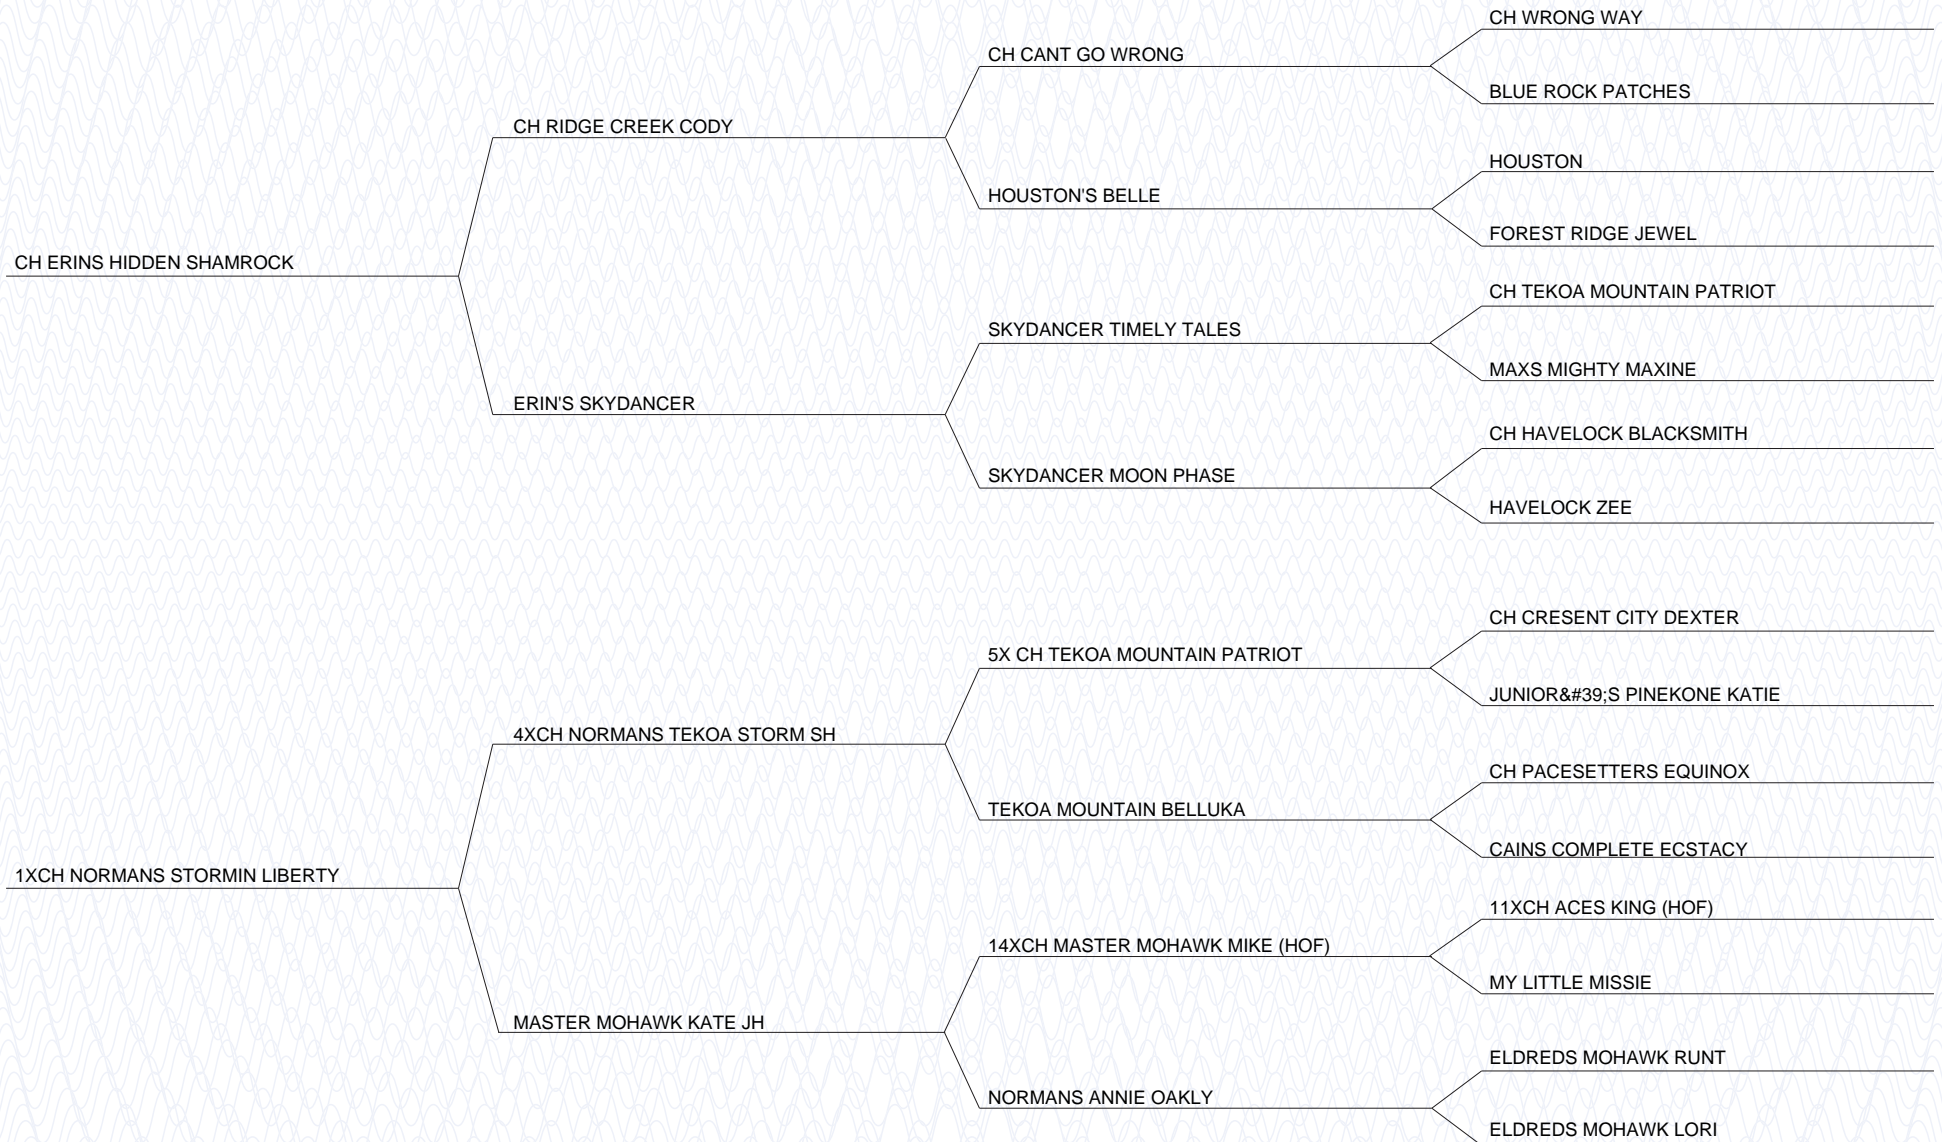 CH WRONG WAY
CH CANT GO WRONG
BLUE ROCK PATCHES
CH RIDGE CREEK CODY
HOUSTON
HOUSTON'S BELLE
FOREST RIDGE JEWEL
CH ERINS HIDDEN SHAMROCK
CH TEKOA MOUNTAIN PATRIOT
SKYDANCER TIMELY TALES
MAXS MIGHTY MAXINE
ERIN'S SKYDANCER
CH HAVELOCK BLACKSMITH
SKYDANCER MOON PHASE
HAVELOCK ZEE
CH CRESENT CITY DEXTER
5X CH TEKOA MOUNTAIN PATRIOT
JUNIOR&#39;S PINEKONE KATIE
4XCH NORMANS TEKOA STORM SH
CH PACESETTERS EQUINOX
TEKOA MOUNTAIN BELLUKA
CAINS COMPLETE ECSTACY
1XCH NORMANS STORMIN LIBERTY
11XCH ACES KING (HOF)
14XCH MASTER MOHAWK MIKE (HOF)
MY LITTLE MISSIE
MASTER MOHAWK KATE JH
ELDREDS MOHAWK RUNT
NORMANS ANNIE OAKLY
ELDREDS MOHAWK LORI